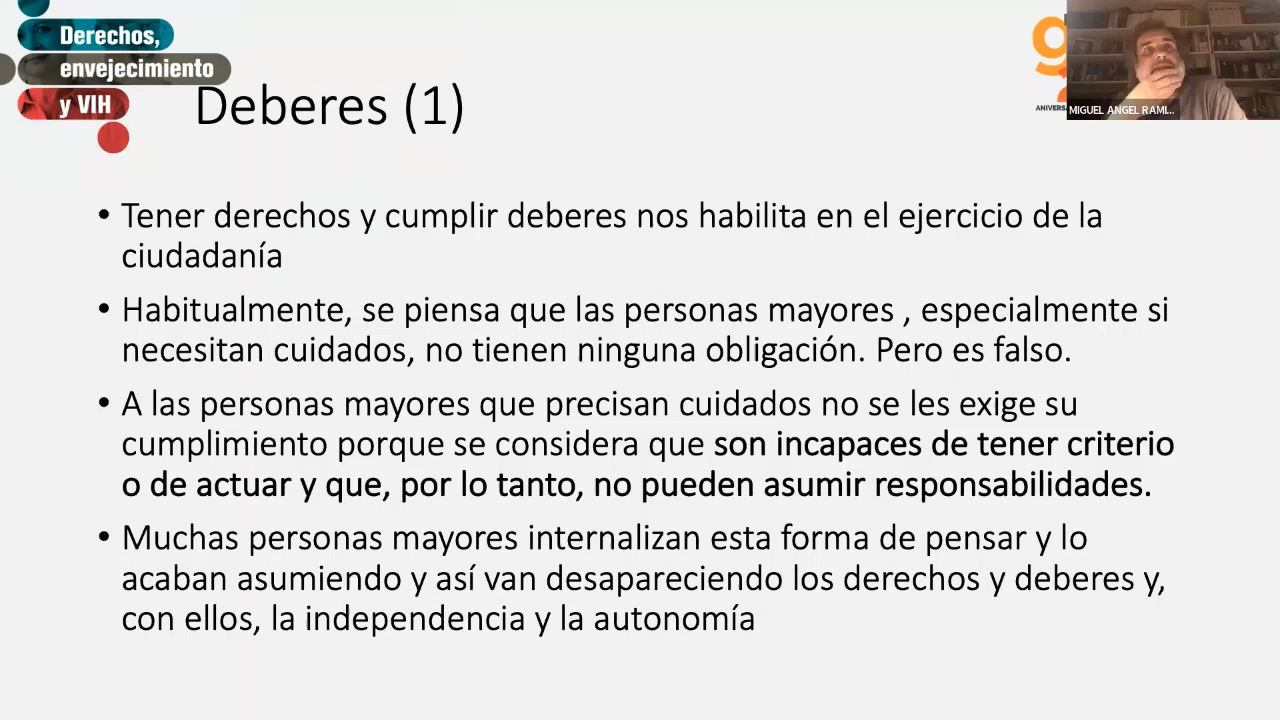 Derechos,
envejecimiento
y VIH
Deberes (1)
ANIVERS
MIGUEL ANGEL RAMI...
• Tener derechos y cumplir deberes nos habilita en el ejercicio de la
ciudadanía
• Habitualmente, se piensa que las personas mayores , especialmente si
necesitan cuidados, no tienen ninguna obligación. Pero es falso.
• A las personas mayores que precisan cuidados no se les exige su
cumplimiento porque se considera que son incapaces de tener criterio
o de actuar y que, por lo tanto, no pueden asumir responsabilidades.
• Muchas personas mayores internalizan esta forma de pensar y lo
acaban asumiendo y así van desapareciendo los derechos y deberes y,
con ellos, la independencia y la autonomía